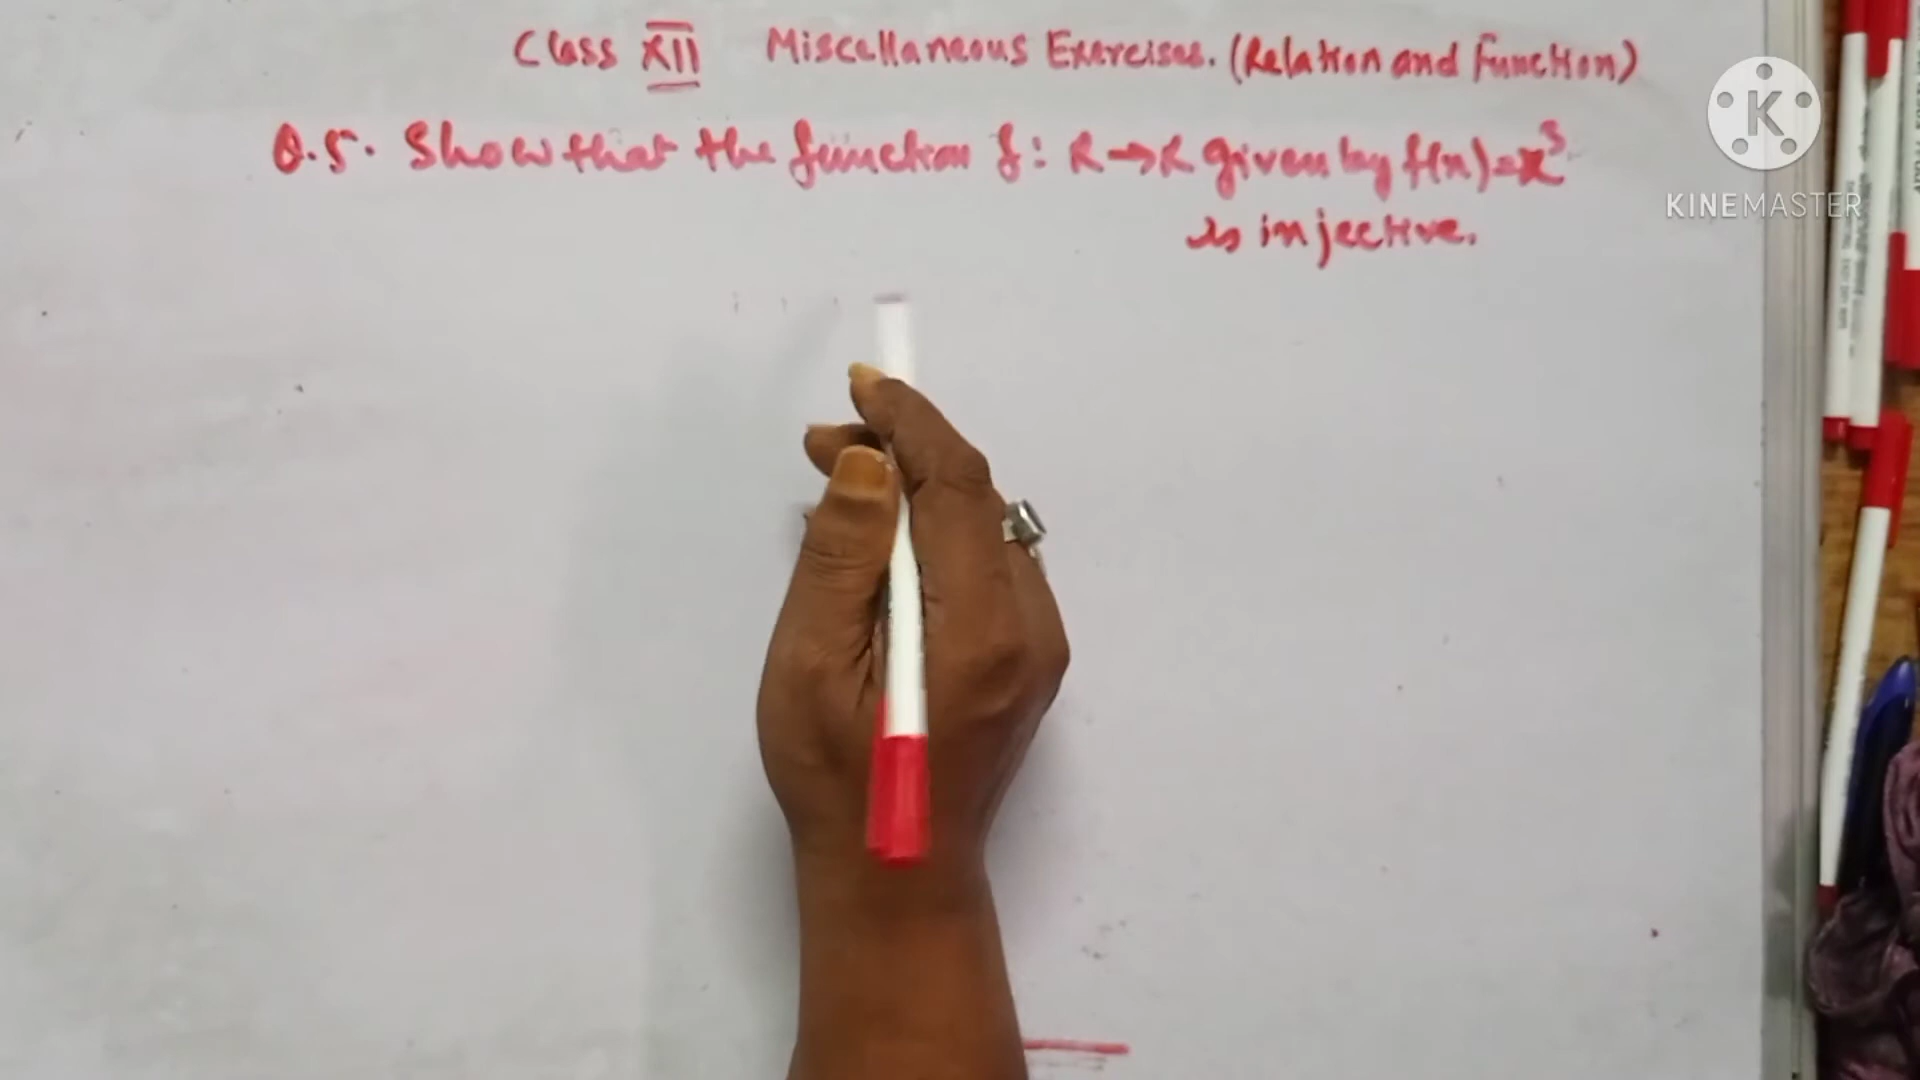 Class XII Miscellaneous Exercises. (Relation and Function)
Q.5. Show that the function f: R→R given by f(x)=x³
is injective.
K
KINEMASTER